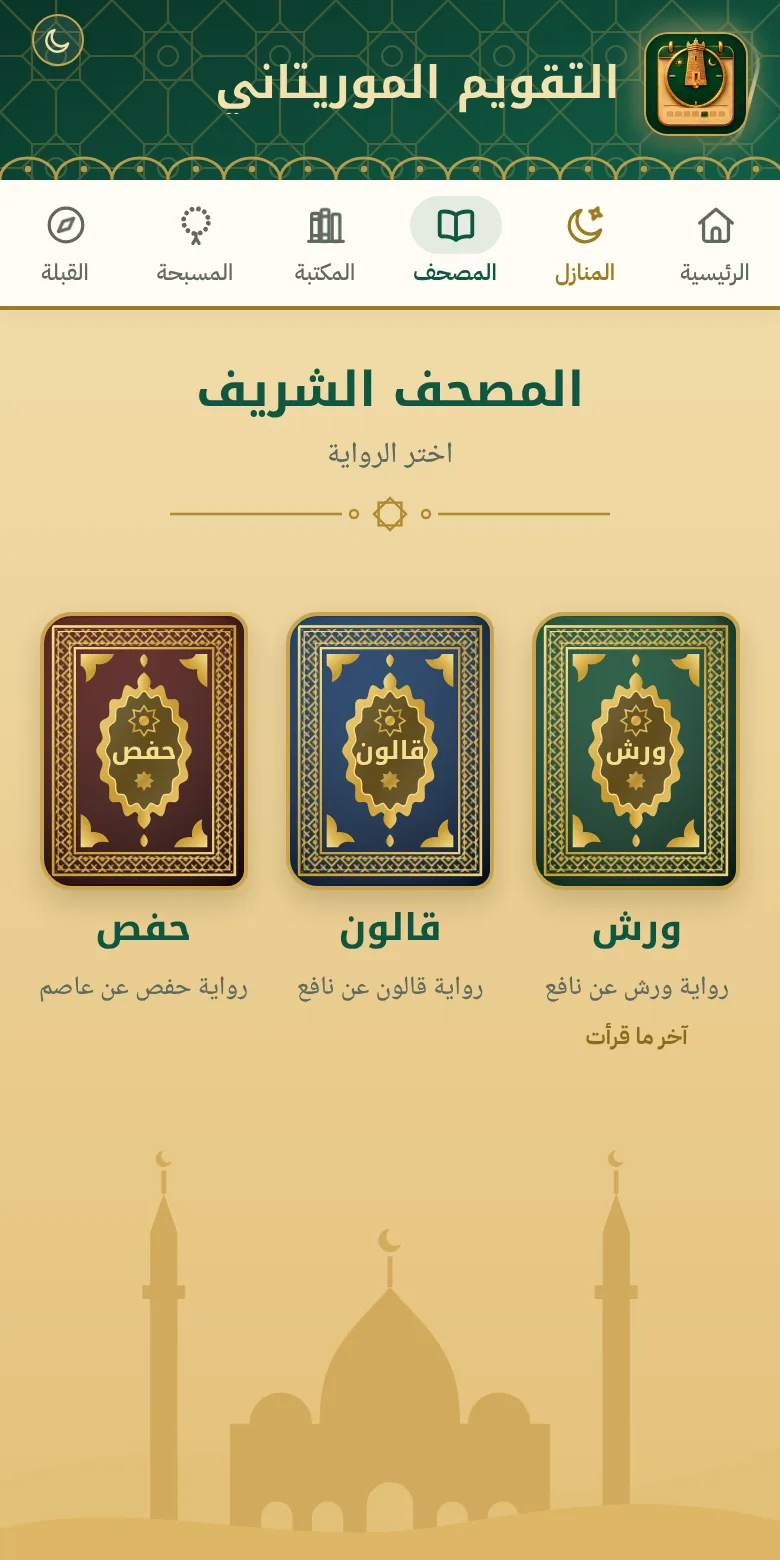 التقويم الموريتاني
الرئيسية
المنازل
المصحف
المكتبة
المسبحة
القبلة
المصحف الشريف
اختر الرواية
ورش
قالون
حفص
ورش
رواية ورش عن نافع
آخر ما قرأت
قالون
رواية قالون عن نافع
حفص
رواية حفص عن عاصم